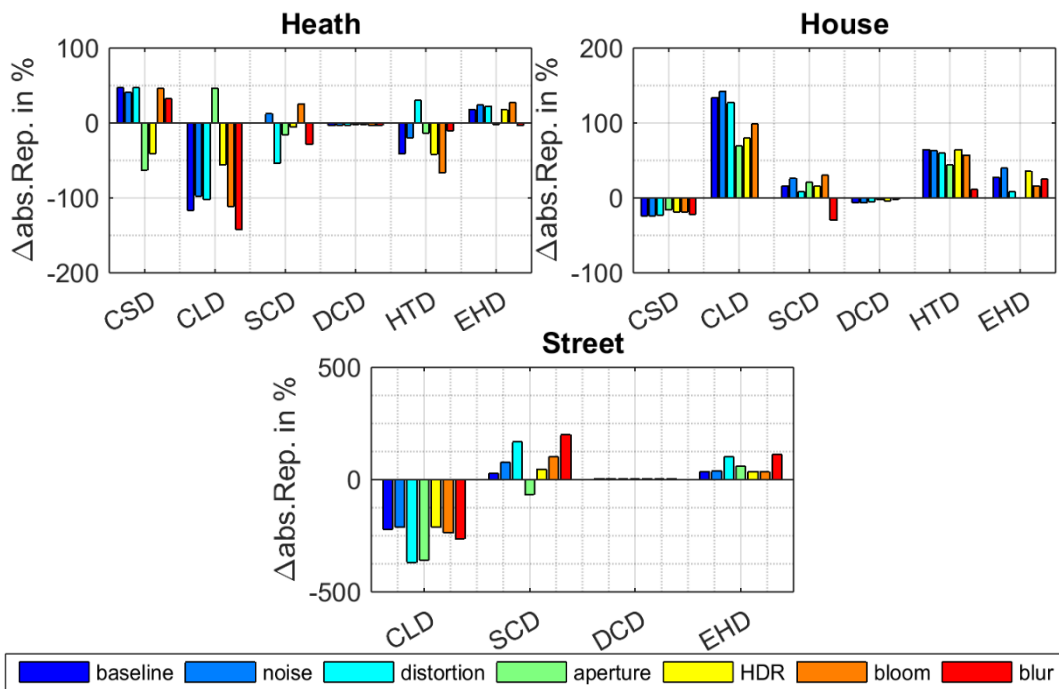 Heath
Δabs.Rep. in %
100
0
-100
-200
CSD CLD SCD DCD HTD EHD
House
Δabs.Rep. in %
200
100
0
-100
CSD CLD SCD DCD HTD EHD
Street
Δabs.Rep. in %
500
0
-500
CLD SCD DCD EHD
baseline noise distortion aperture HDR bloom blur